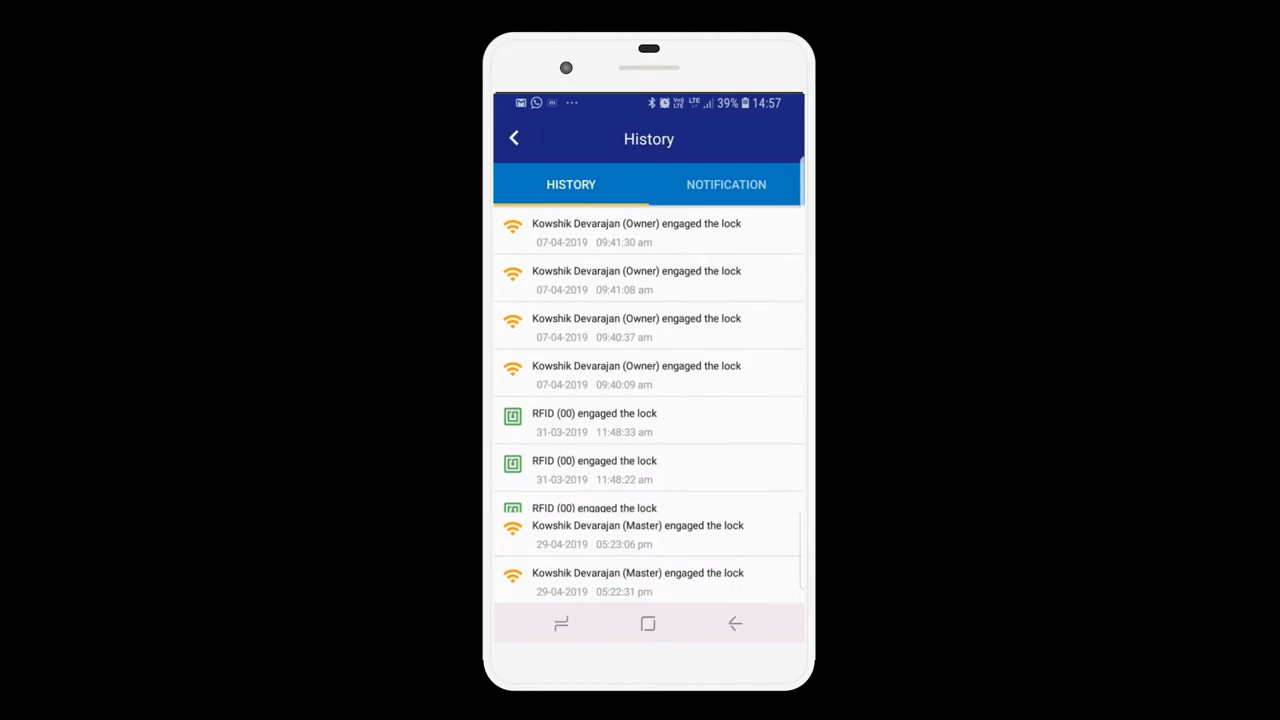 39% 14:57
History
HISTORY NOTIFICATION
Kowshik Devarajan (Owner) engaged the lock
07-04-2019 09:41:30 am
Kowshik Devarajan (Owner) engaged the lock
07-04-2019 09:41:08 am
Kowshik Devarajan (Owner) engaged the lock
07-04-2019 09:40:37 am
Kowshik Devarajan (Owner) engaged the lock
07-04-2019 09:40:09 am
RFID (00) engaged the lock
31-03-2019 11:48:33 am
RFID (00) engaged the lock
31-03-2019 11:48:22 am
RFID (00) engaged the lock
Kowshik Devarajan (Master) engaged the lock
29-04-2019 05:23:06 pm
Kowshik Devarajan (Master) engaged the lock
29-04-2019 05:22:31 pm